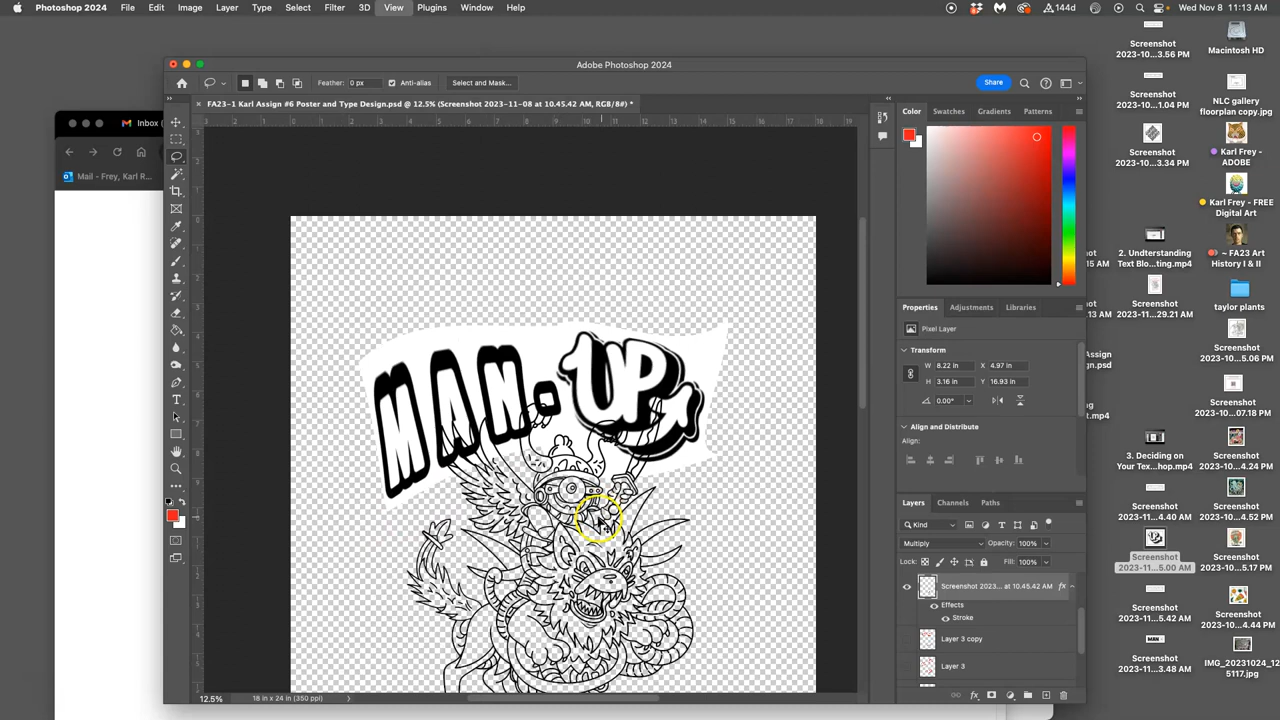 Photoshop 2024 File Edit Image Layer Type Select Filter 3D View Plugins Window Help 144d Wed Nov 8 11:13 AM
Adobe Photoshop 2024
Feather: 0 px Anti-alias Select and Mask... Share
FA23-1 Karl Assign #6 Poster and Type Design.psd @ 12.5% (Screenshot 2023-11-08 at 10.45.42 AM, RGB/8#) *
Inbox (
Mail - Frey, Karl R...
MAN-UP
12.5% 18 in x 24 in (350 ppi)
Color Swatches Gradients Patterns
Properties Adjustments Libraries
Pixel Layer
Transform
W 8.22 in X 4.97 in
H 3.16 in Y 16.93 in
0.00°
Align and Distribute
Align:
Layers Channels Paths
Kind
Multiply Opacity: 100%
Lock: Fill: 100%
Screenshot 2023... at 10.45.42 AM fx
Effects
Stroke
Layer 3 copy
Layer 3
Screenshot
2023-10...3.56 PM
Screenshot
2023-10...1.04 PM
Screenshot
2023-10...3.34 PM
2. Undterstanding
Text Blo...ting.mp4
Screenshot
2023-11...29.21 AM
Screenshot
2023-10...07.18 PM
3. Deciding on
Your Tex...hop.mp4
Screenshot
2023-11...4.40 AM
Screenshot
2023-11...5.00 AM
Screenshot
2023-11...5.42 AM
Screenshot
2023-11...3.48 AM
Macintosh HD
NLC gallery
floorplan copy.jpg
Karl Frey -
ADOBE
Karl Frey - FREE
Digital Art
~ FA23 Art
History I & II
taylor plants
Screenshot
2023-10...5.06 PM
Screenshot
2023-10...4.24 PM
Screenshot
2023-10...4.52 PM
Screenshot
2023-10...5.17 PM
Screenshot
2023-10...4.44 PM
IMG_20231024_12
5117.jpg